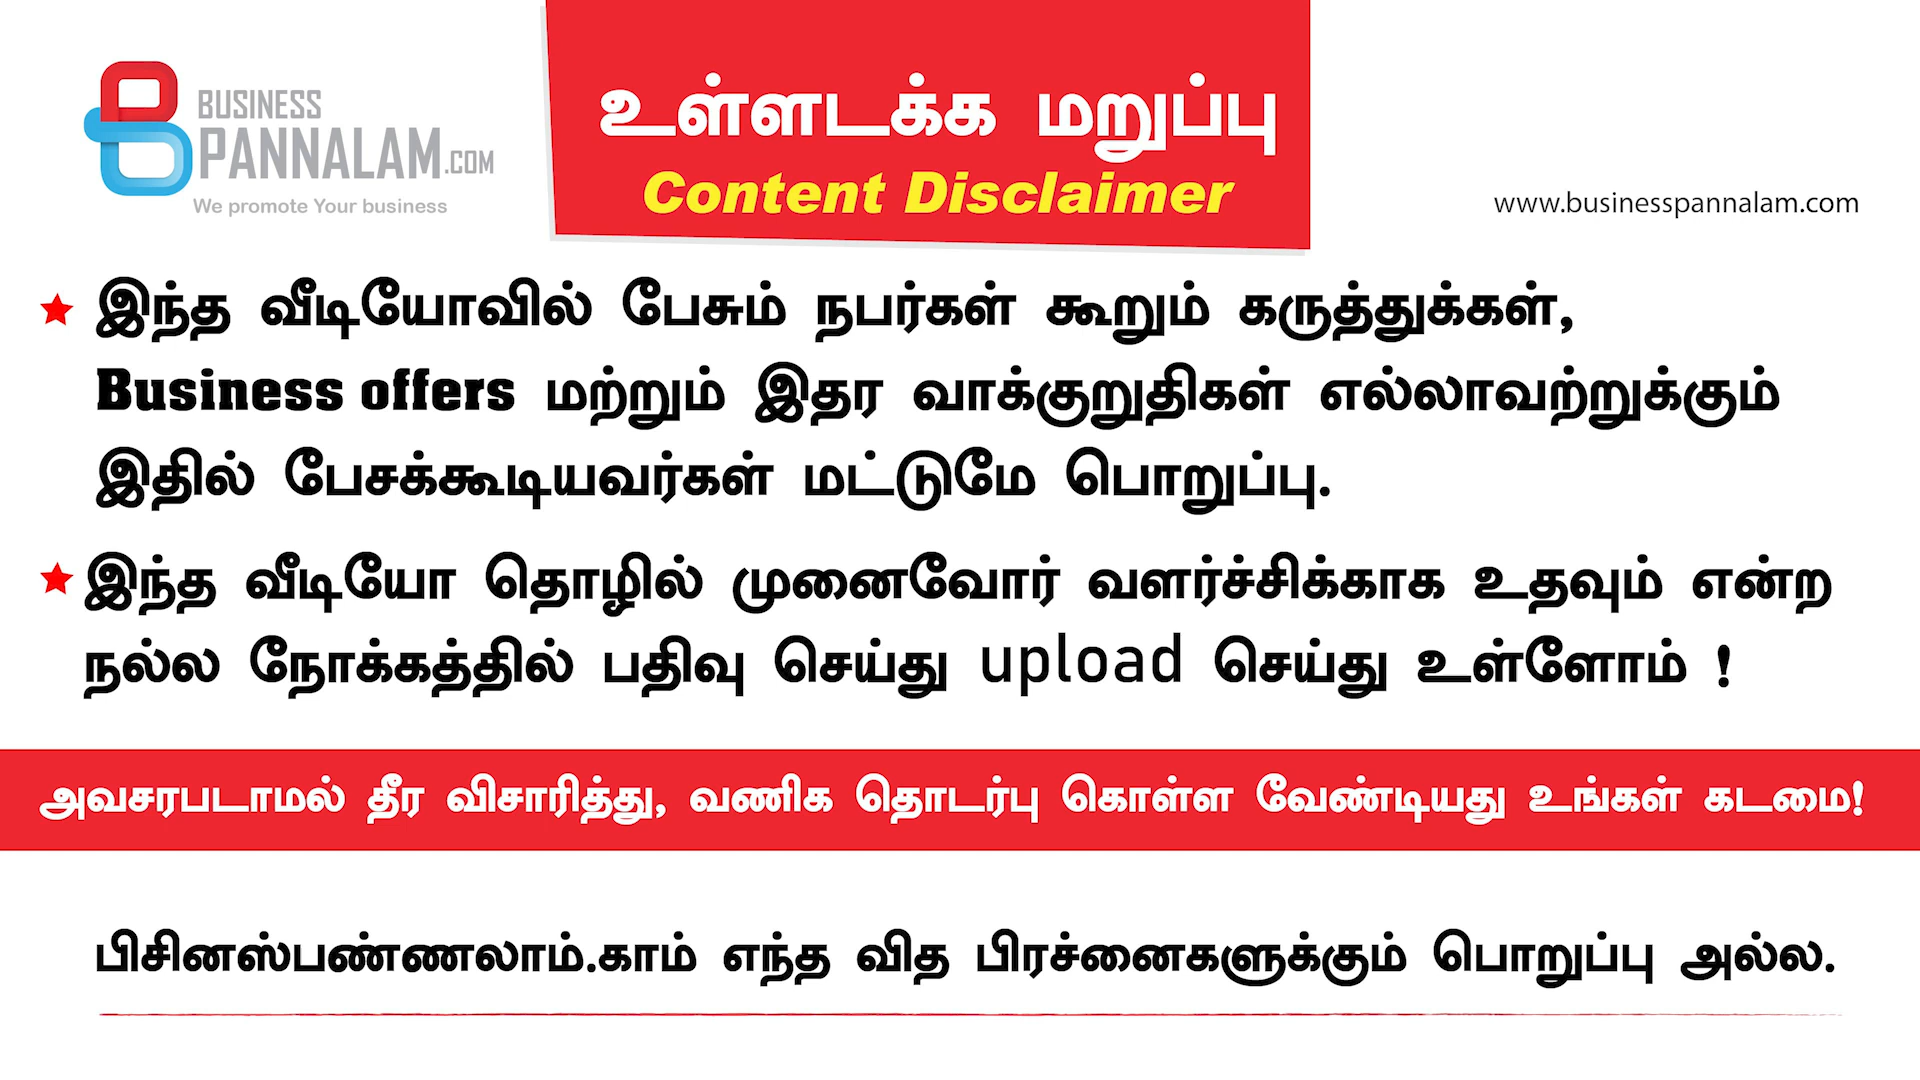 BUSINESS
PANNALAM.COM
We promote Your business
உள்ளடக்க மறுப்பு
Content Disclaimer
www.businesspannalam.com
இந்த வீடியோவில் பேசும் நபர்கள் கூறும் கருத்துக்கள்,
Business offers மற்றும் இதர வாக்குறுதிகள் எல்லாவற்றுக்கும்
இதில் பேசக்கூடியவர்கள் மட்டுமே பொறுப்பு.
இந்த வீடியோ தொழில் முனைவோர் வளர்ச்சிக்காக உதவும் என்ற
நல்ல நோக்கத்தில் பதிவு செய்து upload செய்து உள்ளோம் !
அவசரபடாமல் தீர விசாரித்து, வணிக தொடர்பு கொள்ள வேண்டியது உங்கள் கடமை!
பிசினஸ்பண்ணலாம்.காம் எந்த வித பிரச்னைகளுக்கும் பொறுப்பு அல்ல.